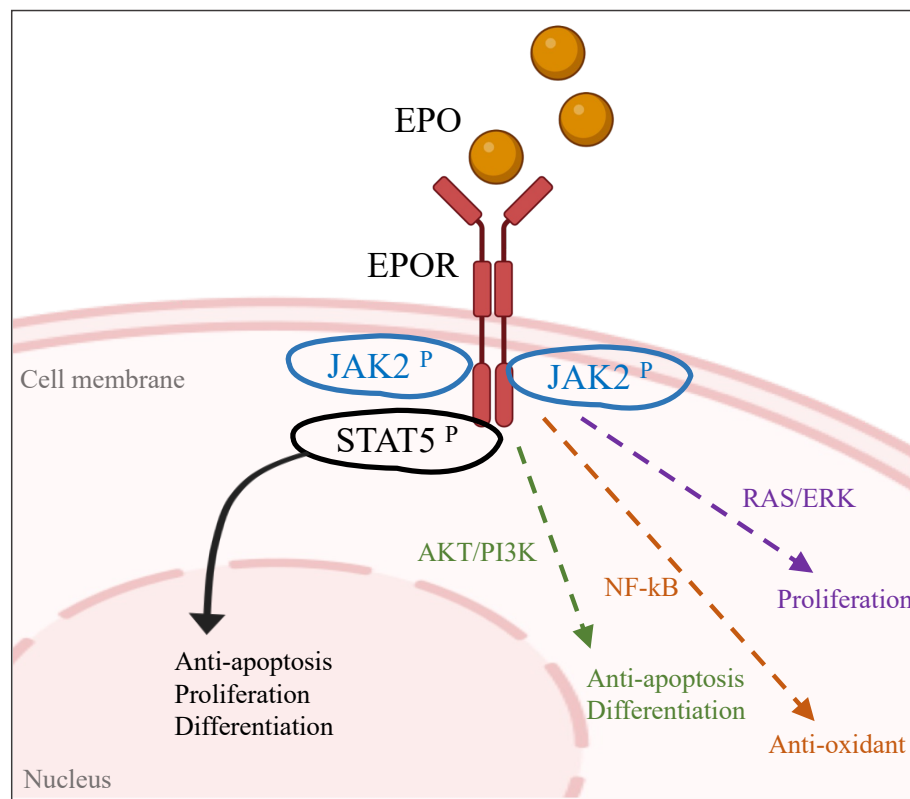 EPO
EPOR
Cell membrane
JAK2 P
JAK2 P
STAT5 P
RAS/ERK
AKT/PI3K
NF-kB
Proliferation
Anti-apoptosis
Proliferation
Differentiation
Anti-apoptosis
Differentiation
Anti-oxidant
Nucleus